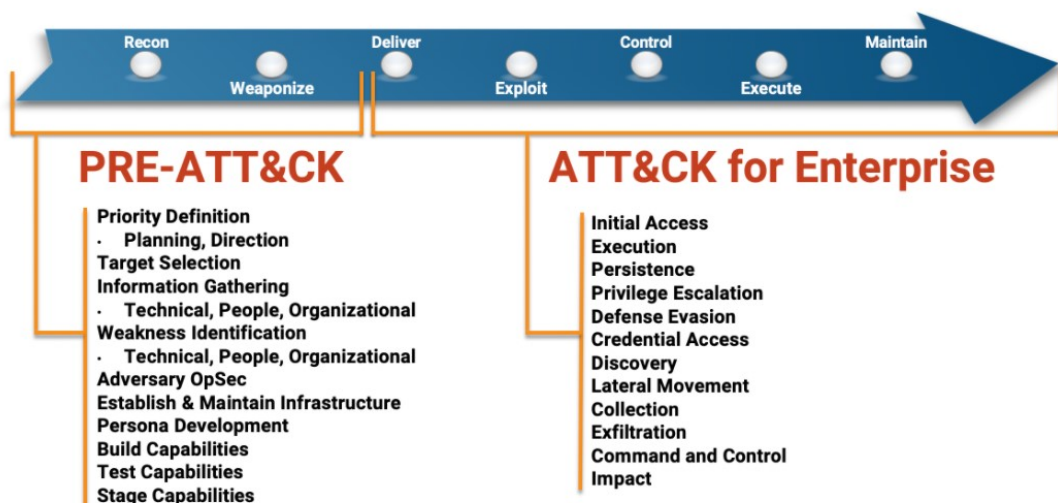 Recon
Weaponize
Deliver
Exploit
Control
Execute
Maintain
PRE-ATT&CK
Priority Definition
· Planning, Direction
Target Selection
Information Gathering
· Technical, People, Organizational
Weakness Identification
· Technical, People, Organizational
Adversary OpSec
Establish & Maintain Infrastructure
Persona Development
Build Capabilities
Test Capabilities
Stage Capabilities
ATT&CK for Enterprise
Initial Access
Execution
Persistence
Privilege Escalation
Defense Evasion
Credential Access
Discovery
Lateral Movement
Collection
Exfiltration
Command and Control
Impact